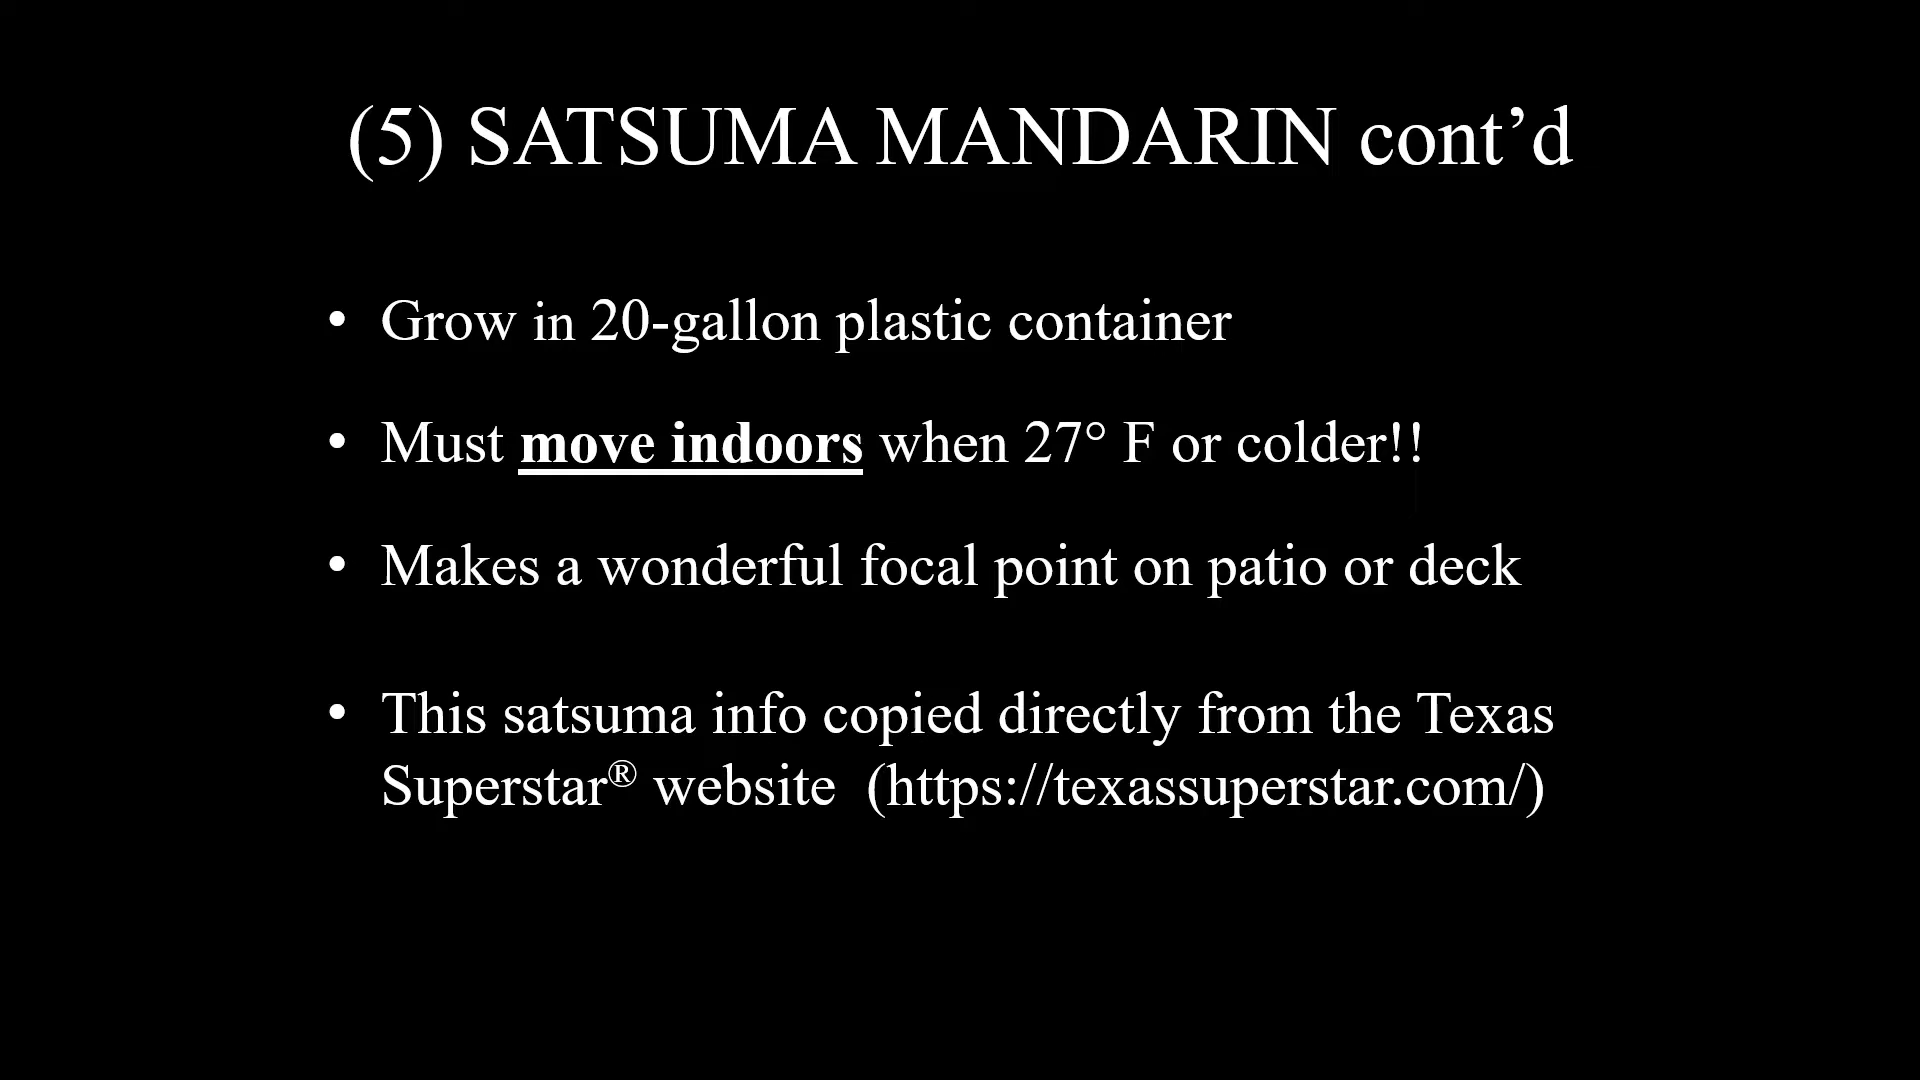 (5) SATSUMA MANDARIN cont’d
• Grow in 20-gallon plastic container
• Must move indoors when 27° F or colder!!
• Makes a wonderful focal point on patio or deck
• This satsuma info copied directly from the Texas
Superstar® website  (https://texassuperstar.com/)